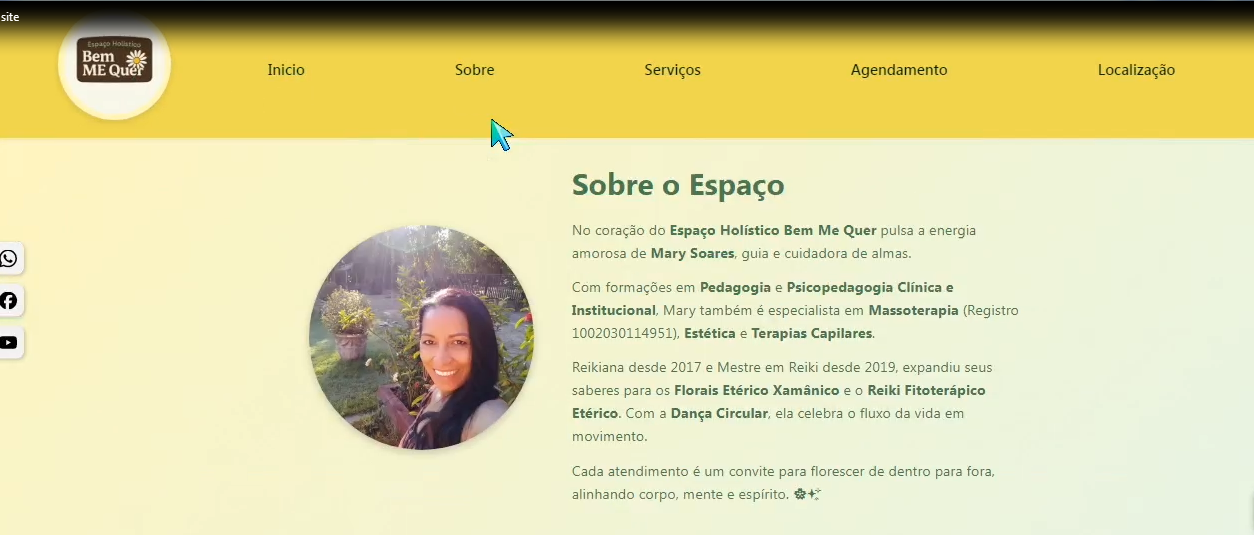 site
Espaço Holístico
Bem
ME Quer
Inicio
Sobre
Serviços
Agendamento
Localização
Sobre o Espaço
No coração do Espaço Holístico Bem Me Quer pulsa a energia
amorosa de Mary Soares, guia e cuidadora de almas.
Com formações em Pedagogia e Psicopedagogia Clínica e
Institucional, Mary também é especialista em Massoterapia (Registro
1002030114951), Estética e Terapias Capilares.
Reikiana desde 2017 e Mestre em Reiki desde 2019, expandiu seus
saberes para os Florais Etérico Xamânico e o Reiki Fitoterápico
Etérico. Com a Dança Circular, ela celebra o fluxo da vida em
movimento.
Cada atendimento é um convite para florescer de dentro para fora,
alinhando corpo, mente e espírito.